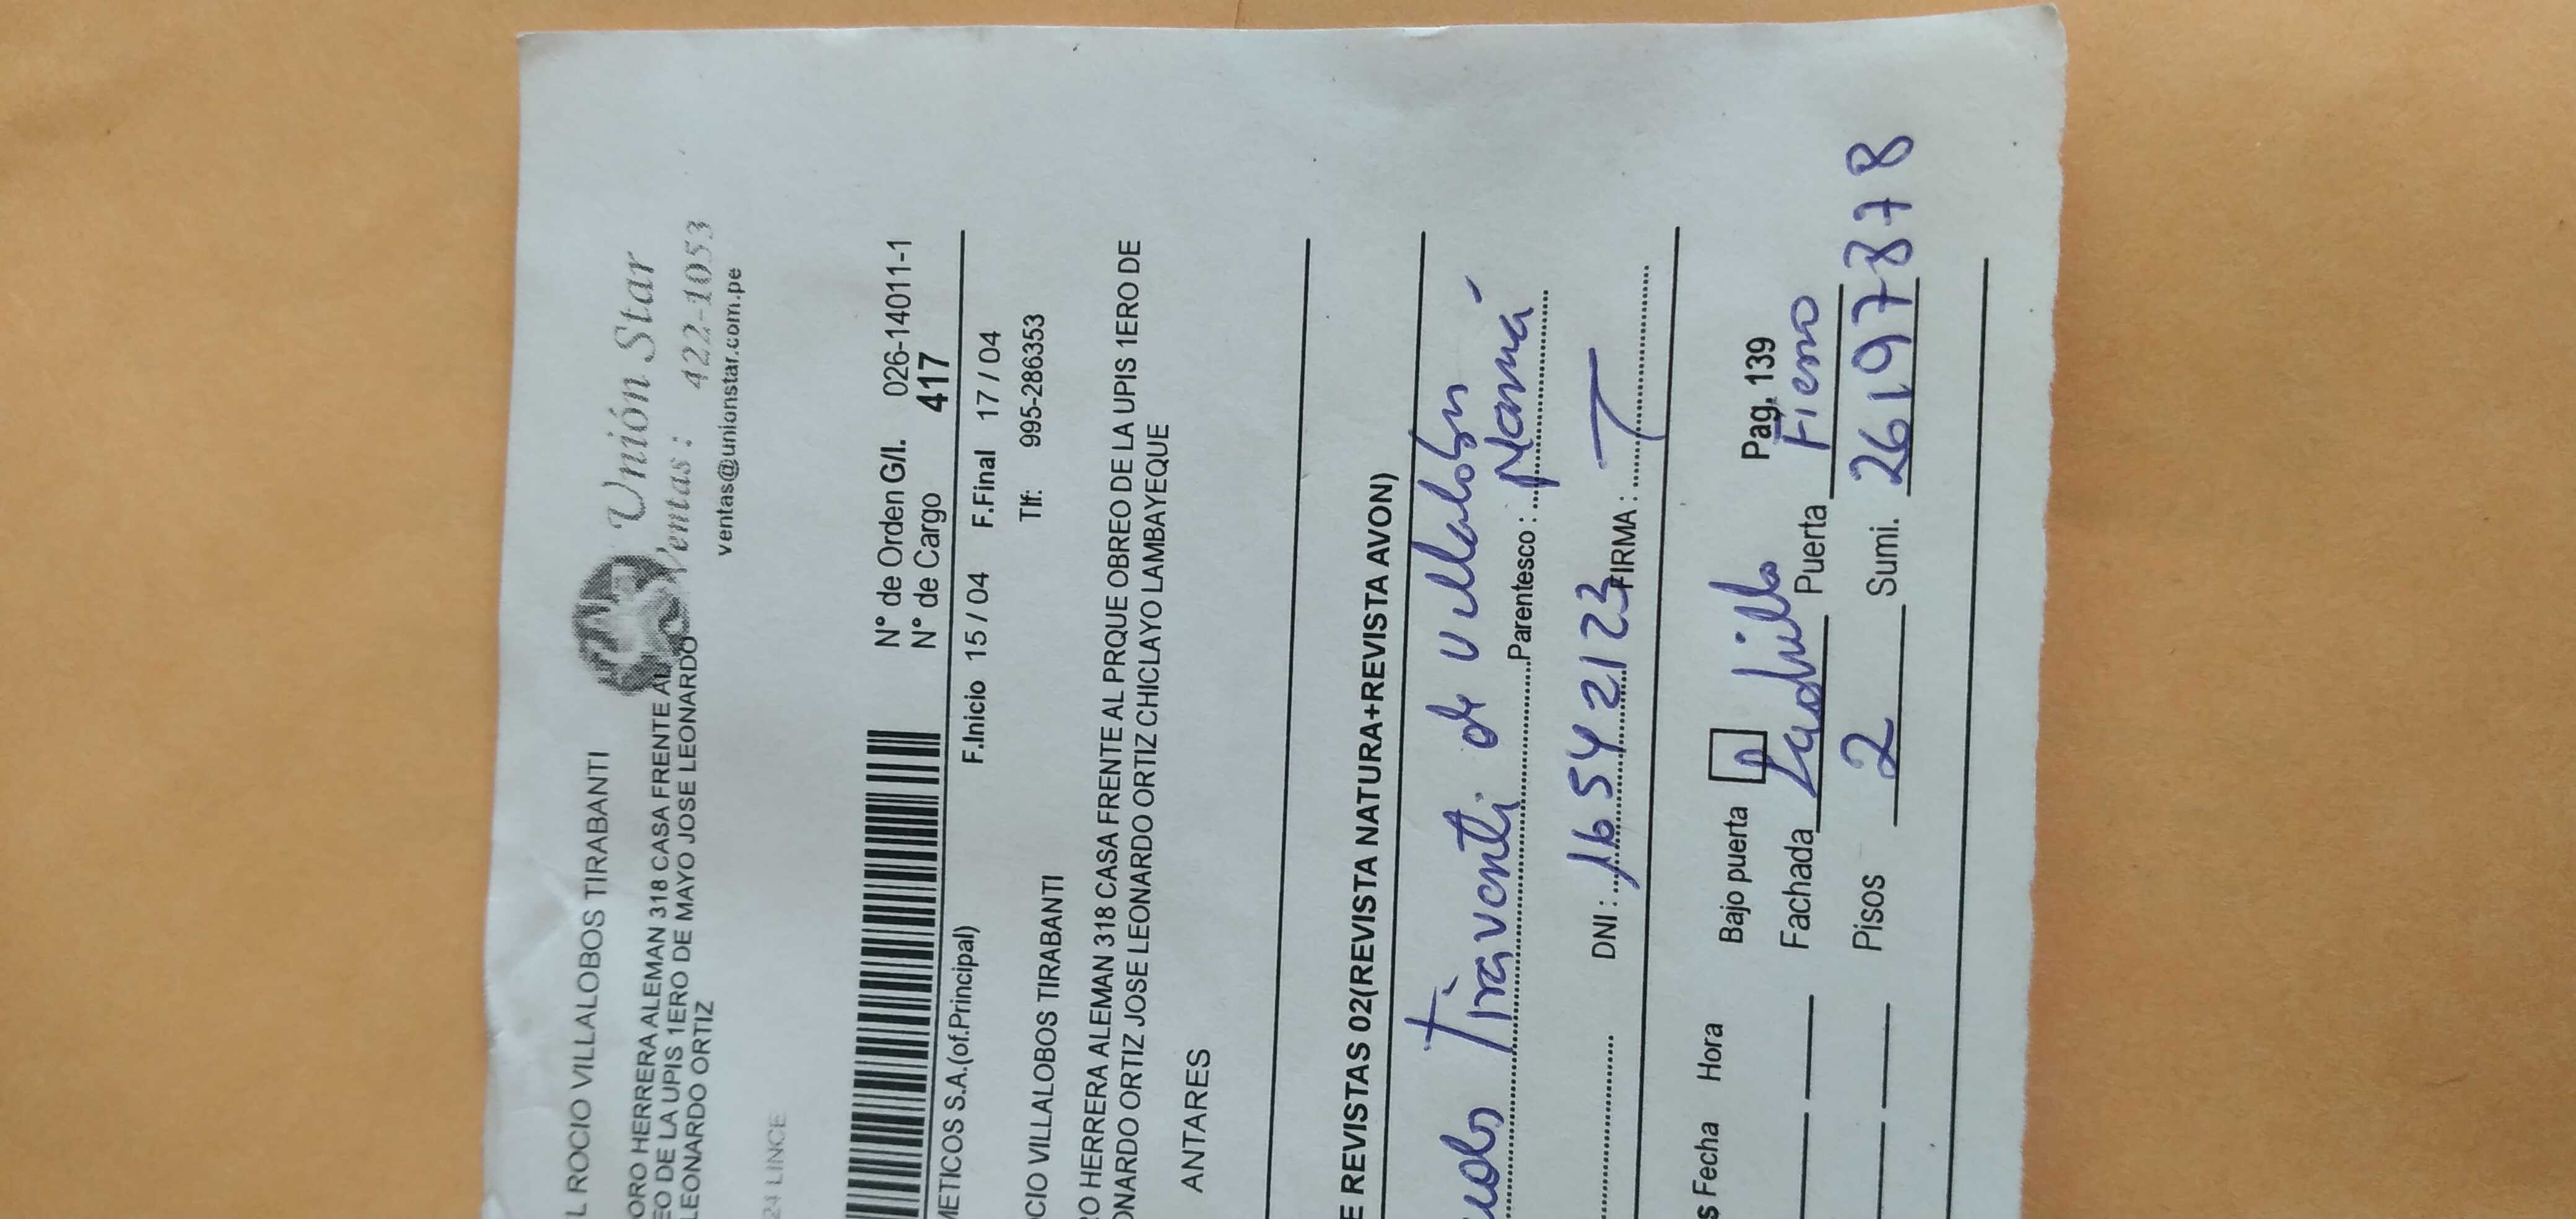 L ROCIO VILLALOBOS TIRABANTI
Unión Star
ORO HERRERA ALEMAN 318 CASA FRENTE AL
Ventas: 422-1053
EO DE LA UPIS 1ERO DE MAYO JOSE LEONARDO
LEONARDO ORTIZ
ventas@unionstar.com.pe
24 LINCE
N° de Orden G/I. 026-14011-1
N° de Cargo 417
METICOS S.A.(of.Principal) F.Inicio 15 / 04 F.Final 17 / 04
CIO VILLALOBOS TIRABANTI Tlf: 995-286353
O HERRERA ALEMAN 318 CASA FRENTE AL PRQUE OBREO DE LA UPIS 1ERO DE
ONARDO ORTIZ JOSE LEONARDO ORTIZ CHICLAYO LAMBAYEQUE
ANTARES
E REVISTAS 02(REVISTA NATURA+REVISTA AVON)
Tiraventi de Villalobos
Parentesco : Mamá
DNI : 16542123 FIRMA :
Bajo puerta Pag. 139
s Fecha Hora Fachada Ladrillo Puerta Fierro
Pisos 2 Sumi. 26197878